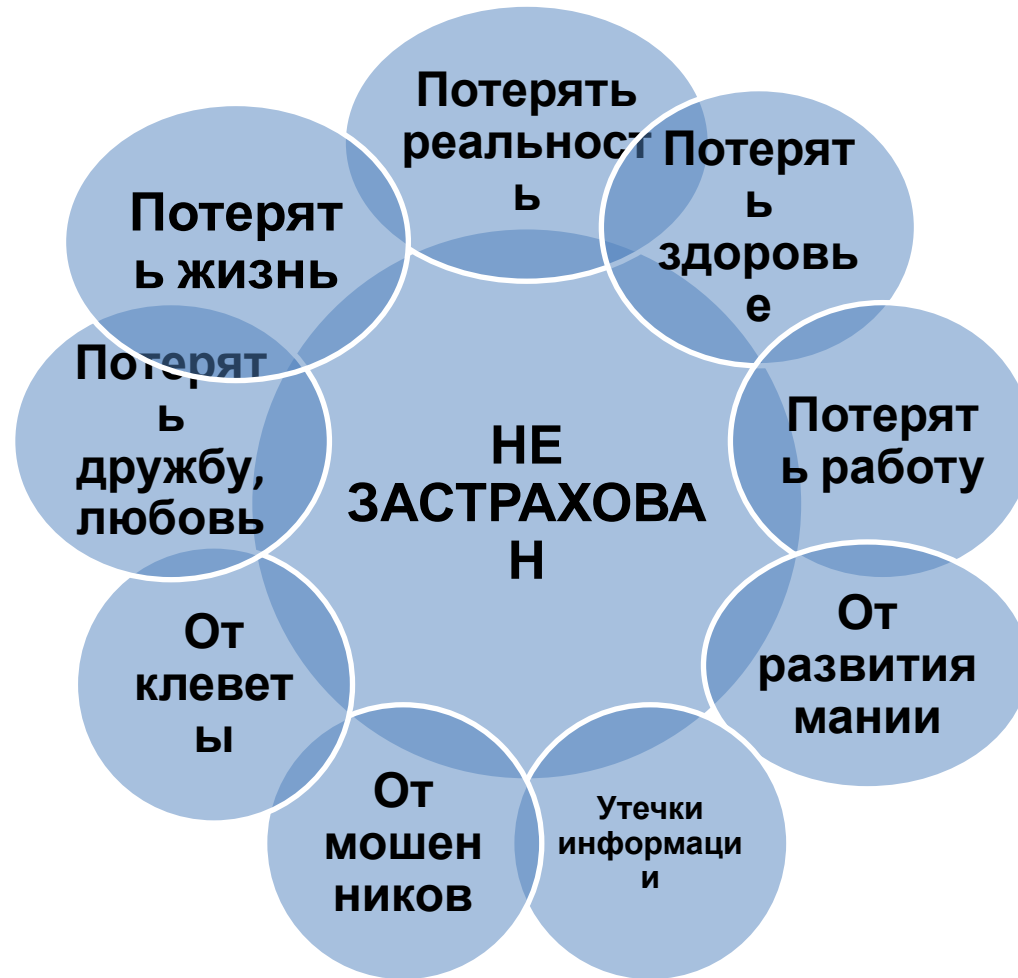 Потерять
реальност
ь
Потерят
ь
здоровь
е
Потерят
ь работу
От
развития
мании
Утечки
информаци
и
От
мошен
ников
От
клевет
ы
Потерят
ь
дружбу,
любовь
Потерят
ь жизнь
НЕ
ЗАСТРАХОВА
Н